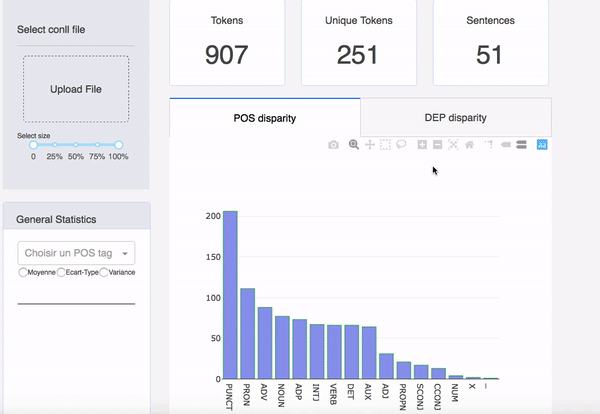 Select conll file
Upload File
Select size
0 25% 50% 75% 100%
General Statistics
Choisir un POS tag
Moyenne Ecart-Type Variance
Tokens
907
Unique Tokens
251
Sentences
51
POS disparity
DEP disparity
200
150
100
50
0
PUNCT
PRON
ADV
NOUN
ADP
INTJ
VERB
DET
AUX
ADJ
PROPN
SCONJ
CCONJ
NUM
X
_